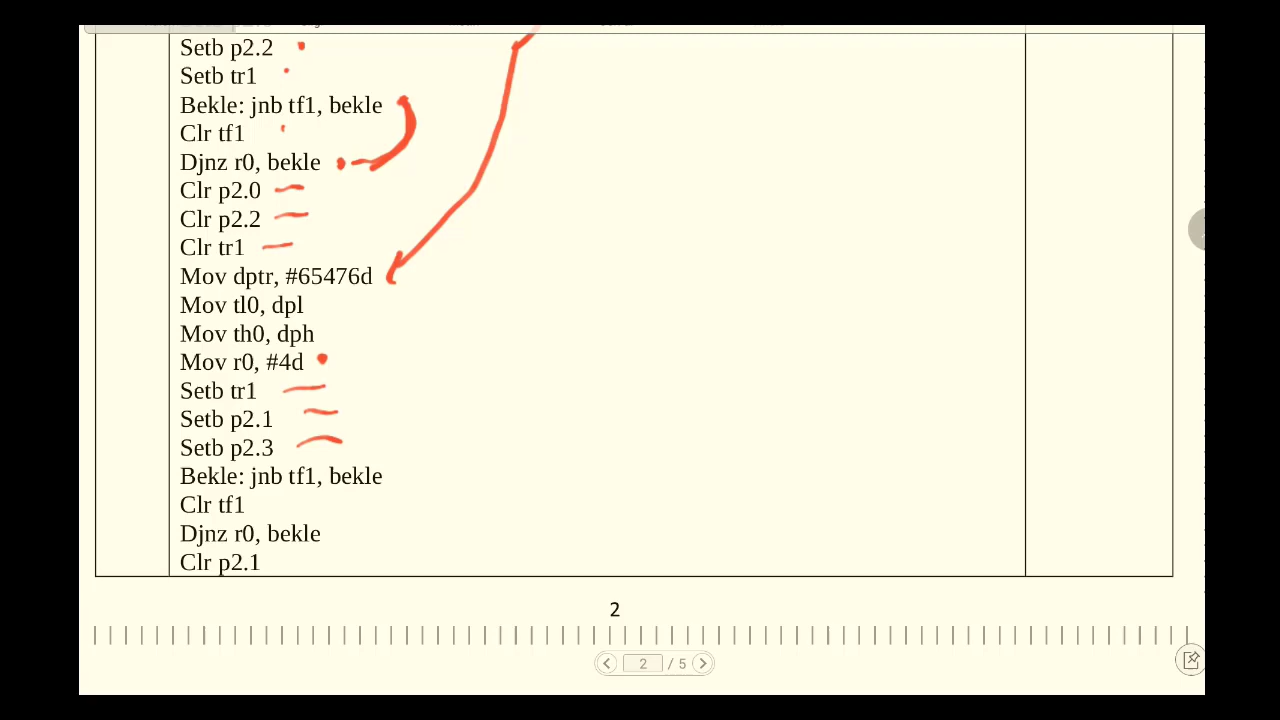 Setb p2.2
Setb tr1
Bekle: jnb tf1, bekle
Clr tf1
Djnz r0, bekle
Clr p2.0
Clr p2.2
Clr tr1
Mov dptr, #65476d
Mov tl0, dpl
Mov th0, dph
Mov r0, #4d
Setb tr1
Setb p2.1
Setb p2.3
Bekle: jnb tf1, bekle
Clr tf1
Djnz r0, bekle
Clr p2.1
2
2 / 5